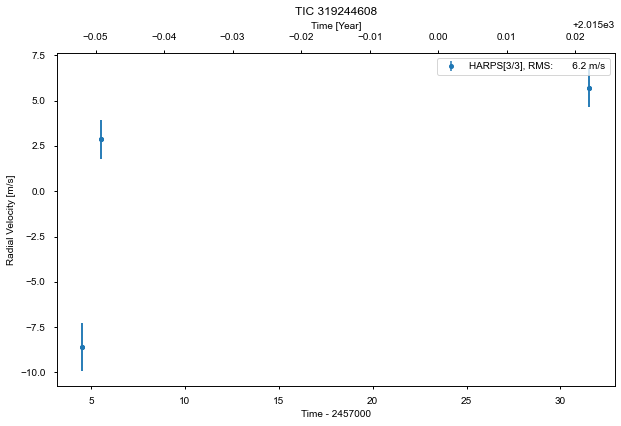 TIC 319244608
Time [Year]
+2.015e3
−0.05 −0.04 −0.03 −0.02 −0.01 0.00 0.01 0.02
HARPS[3/3], RMS: 6.2 m/s
7.5
5.0
2.5
0.0
−2.5
−5.0
−7.5
−10.0
Radial Velocity [m/s]
5 10 15 20 25 30
Time - 2457000